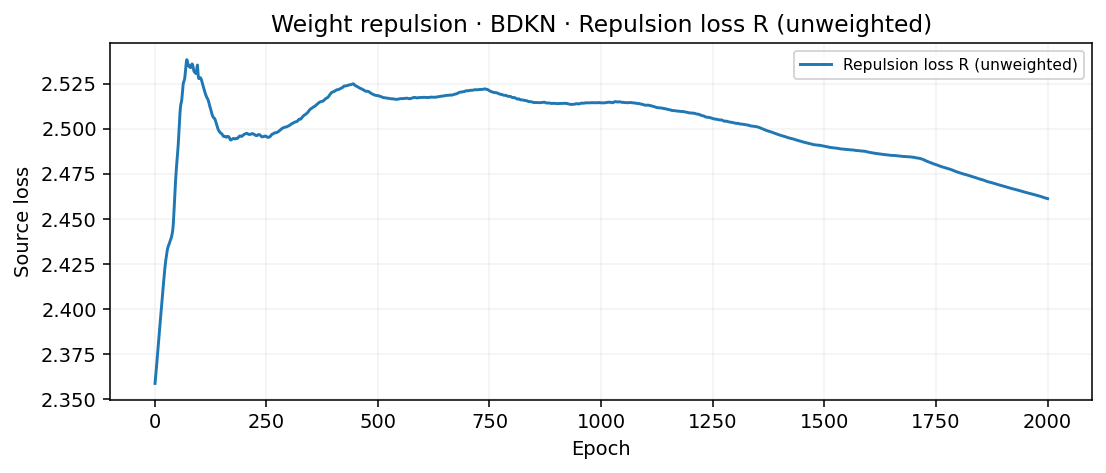 Weight repulsion · BDKN · Repulsion loss R (unweighted)
Repulsion loss R (unweighted)
Source loss
2.525
2.500
2.475
2.450
2.425
2.400
2.375
2.350
0 250 500 750 1000 1250 1500 1750 2000
Epoch